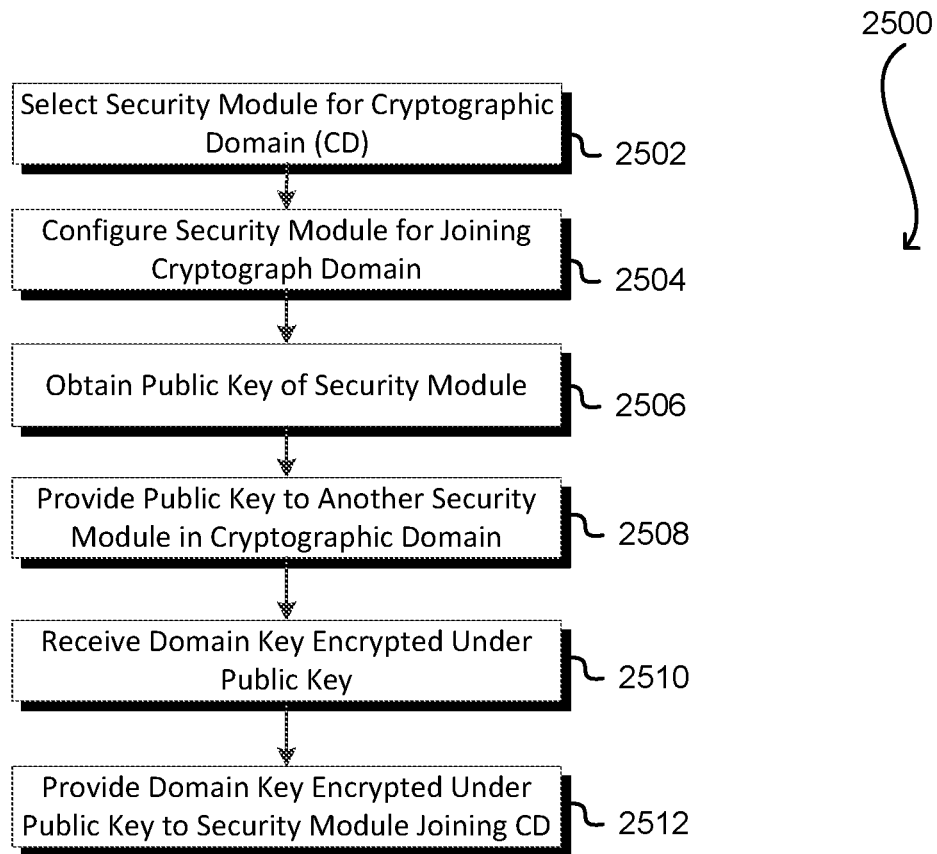 2500
Select Security Module for Cryptographic
Domain (CD)
2502
Configure Security Module for Joining
Cryptograph Domain
2504
Obtain Public Key of Security Module
2506
Provide Public Key to Another Security
Module in Cryptographic Domain
2508
Receive Domain Key Encrypted Under
Public Key
2510
Provide Domain Key Encrypted Under
Public Key to Security Module Joining CD
2512